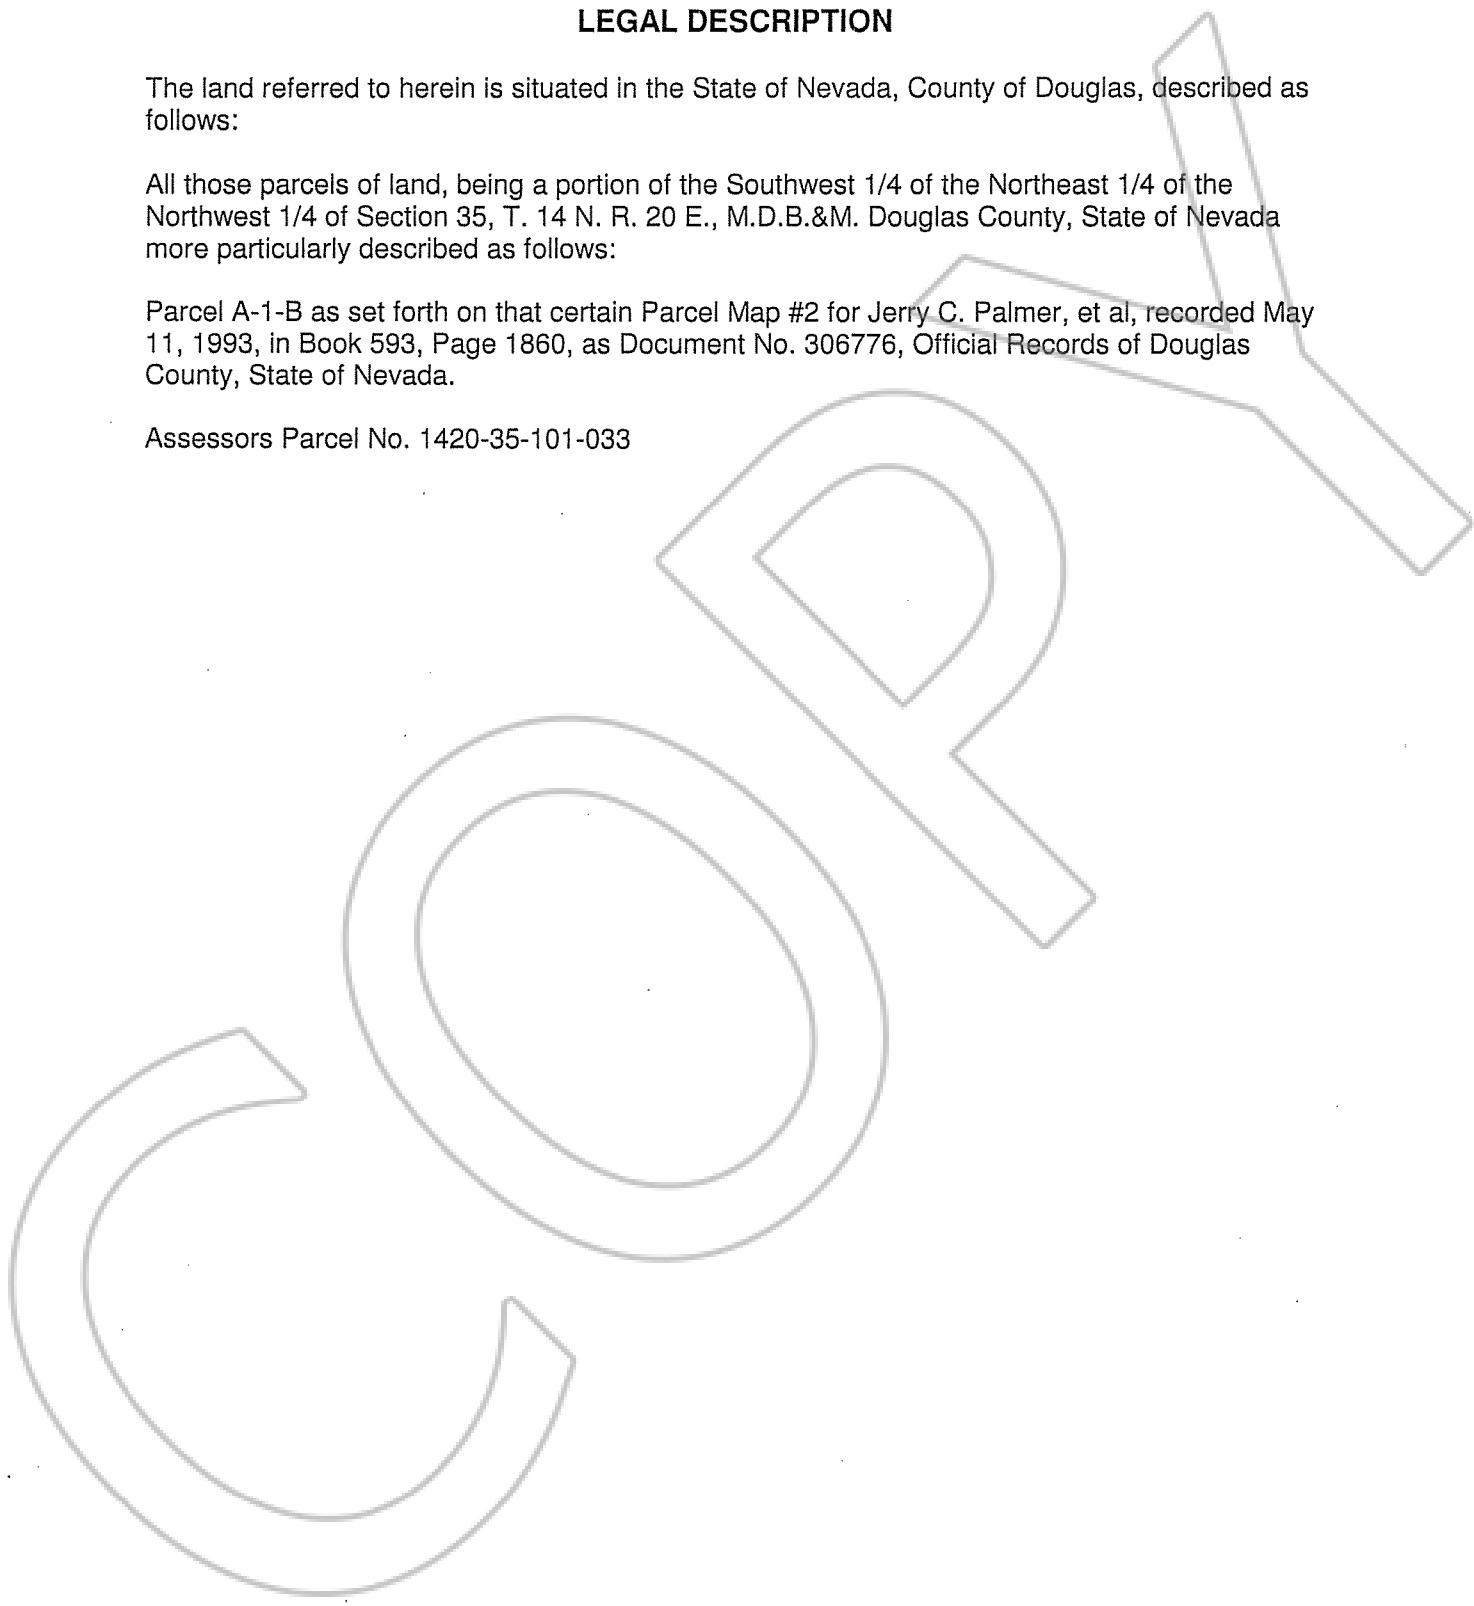 LEGAL DESCRIPTION
The land referred to herein is situated in the State of Nevada, County of Douglas, described as
follows:
All those parcels of land, being a portion of the Southwest 1/4 of the Northeast 1/4 of the
Northwest 1/4 of Section 35, T. 14 N. R. 20 E., M.D.B.&M. Douglas County, State of Nevada
more particularly described as follows:
Parcel A-1-B as set forth on that certain Parcel Map #2 for Jerry C. Palmer, et al, recorded May
11, 1993, in Book 593, Page 1860, as Document No. 306776, Official Records of Douglas
County, State of Nevada.
Assessors Parcel No. 1420-35-101-033
COPY